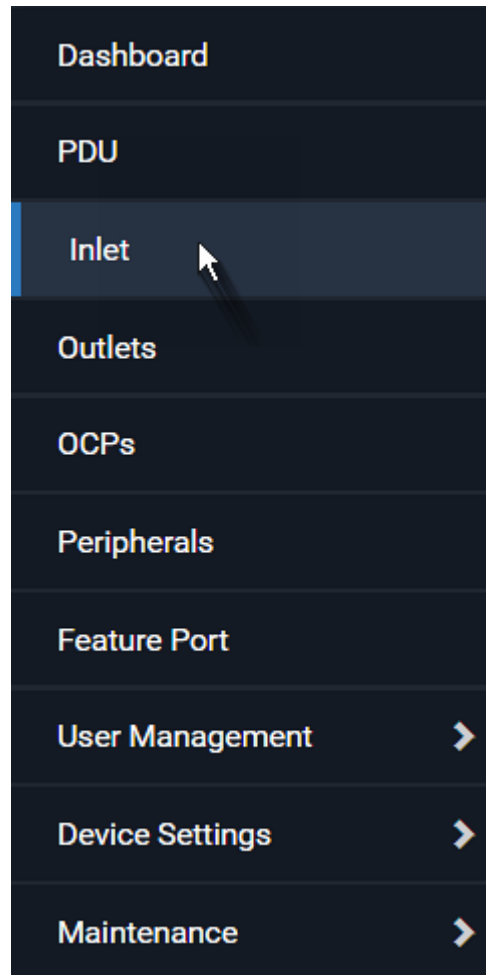 Dashboard
PDU
Inlet
Outlets
OCPs
Peripherals
Feature Port
User Management
Device Settings
Maintenance